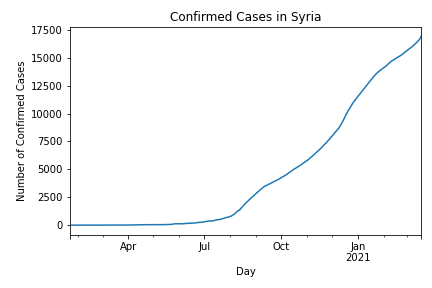 Confirmed Cases in Syria
Number of Confirmed Cases
17500
15000
12500
10000
7500
5000
2500
0
Apr Jul Oct Jan
2021
Day